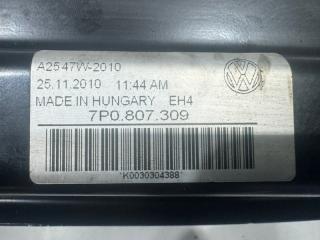 A2547W-2010
25.11.2010 11:44 AM
MADE IN HUNGARY EH4
7P0.807.309
*K0030304388*